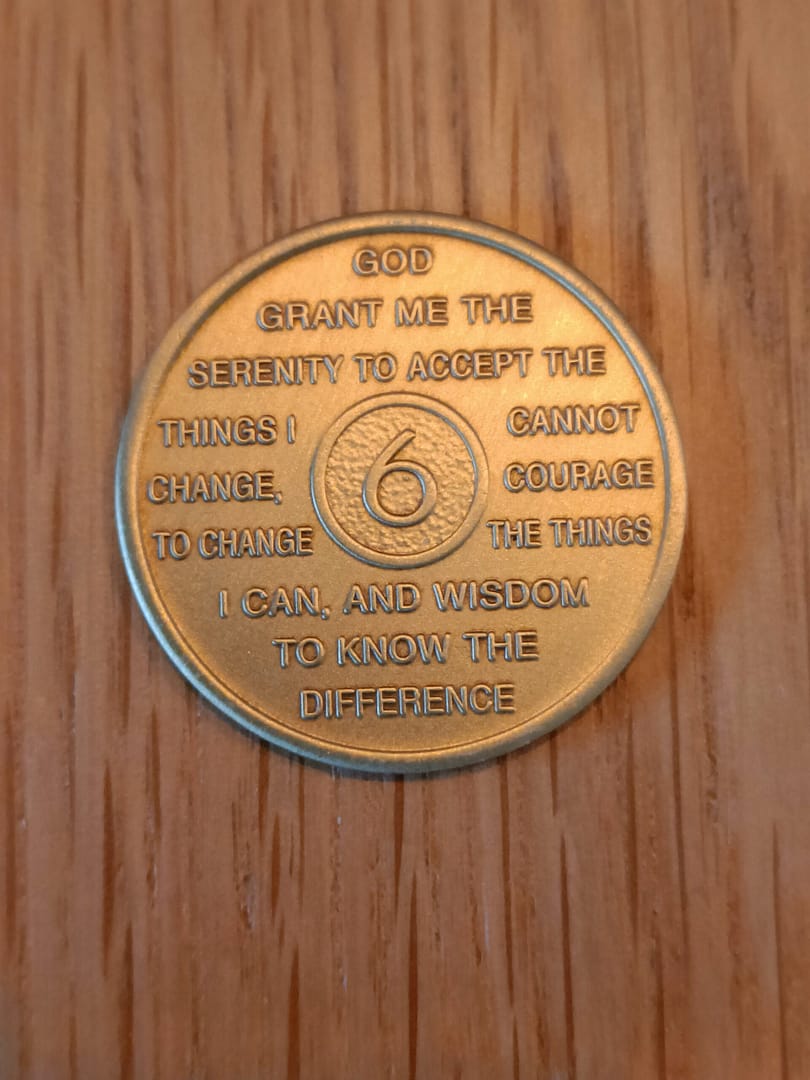 GOD
GRANT ME THE
SERENITY TO ACCEPT THE
THINGS I CANNOT
CHANGE, COURAGE
6
TO CHANGE THE THINGS
I CAN, AND WISDOM
TO KNOW THE
DIFFERENCE